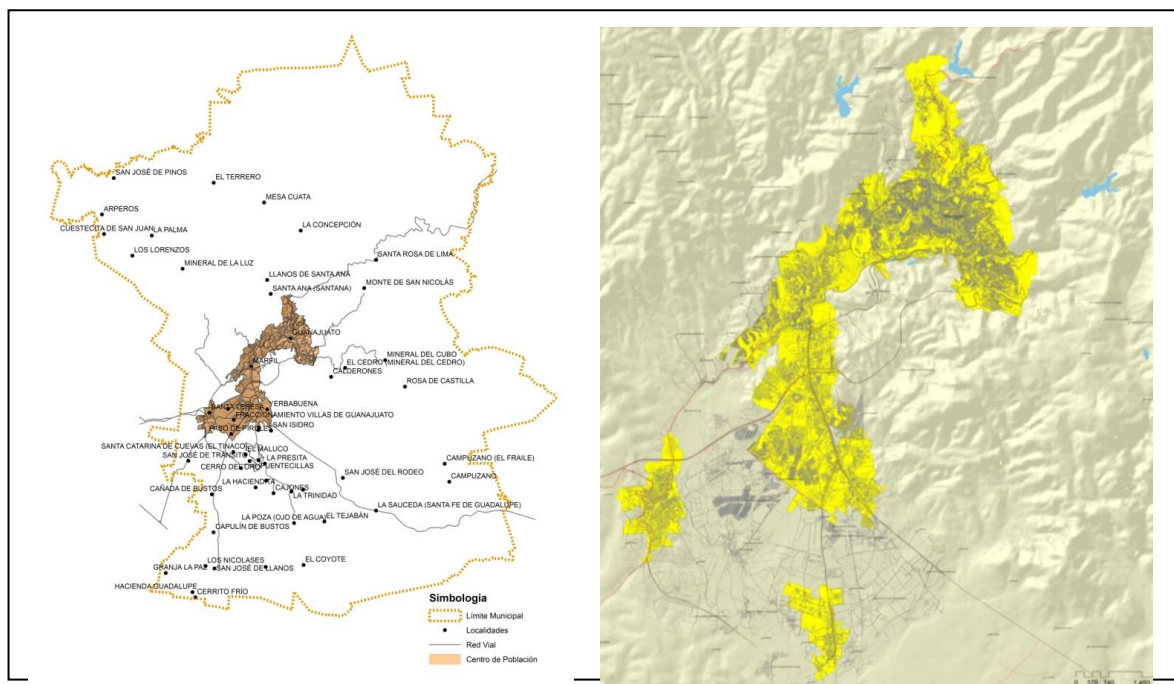 SAN JOSÉ DE PINOS
EL TERRERO
MESA CUATA
ARPEROS
CUESTECITA DE SAN JUAN
LA PALMA
LA CONCEPCIÓN
LOS LORENZOS
SANTA ROSA DE LIMA
MINERAL DE LA LUZ
LLANOS DE SANTA ANA
SANTA ANA (SANTANA)
MONTE DE SAN NICOLÁS
GUANAJUATO
MINERAL DEL CUBO
MARFIL
EL CEDRO (MINERAL DEL CEDRO)
CALDERONES
ROSA DE CASTILLA
SANTA TERESA
YERBABUENA
FRACCIONAMIENTO VILLAS DE GUANAJUATO
SAN ISIDRO
SANTA CATARINA DE CUEVAS (EL TINACO)
EL MALUCO
SAN JOSÉ DE TRÁNSITO
LA PRESITA
CERRO DEL ORO
PUENTECILLAS
CAMPUZANO (EL FRAILE)
SAN JOSÉ DEL RODEO
CAMPUZANO
LA HACIENDITA
CAÑADA DE BUSTOS
CAJONES
LA TRINIDAD
LA SAUCEDA (SANTA FE DE GUADALUPE)
LA POZA (OJO DE AGUA)
EL TEJABÁN
CAPULÍN DE BUSTOS
LOS NICOLASES
EL COYOTE
GRANJA LA PAZ
SAN JOSÉ DE LLANOS
HACIENDA GUADALUPE
CERRITO FRÍO
Simbología
Límite Municipal
Localidades
Red Vial
Centro de Población